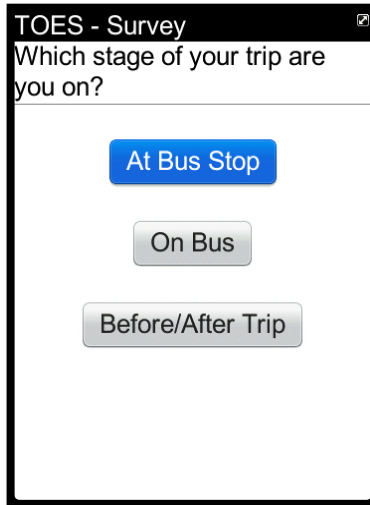 TOES - Survey
Which stage of your trip are
you on?
At Bus Stop
On Bus
Before/After Trip